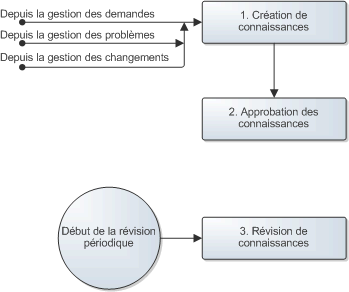 Depuis la gestion des demandes
Depuis la gestion des problèmes
Depuis la gestion des changements
1. Création de
connaissances
2. Approbation des
connaissances
Début de la révision
périodique
3. Révision de
connaissances